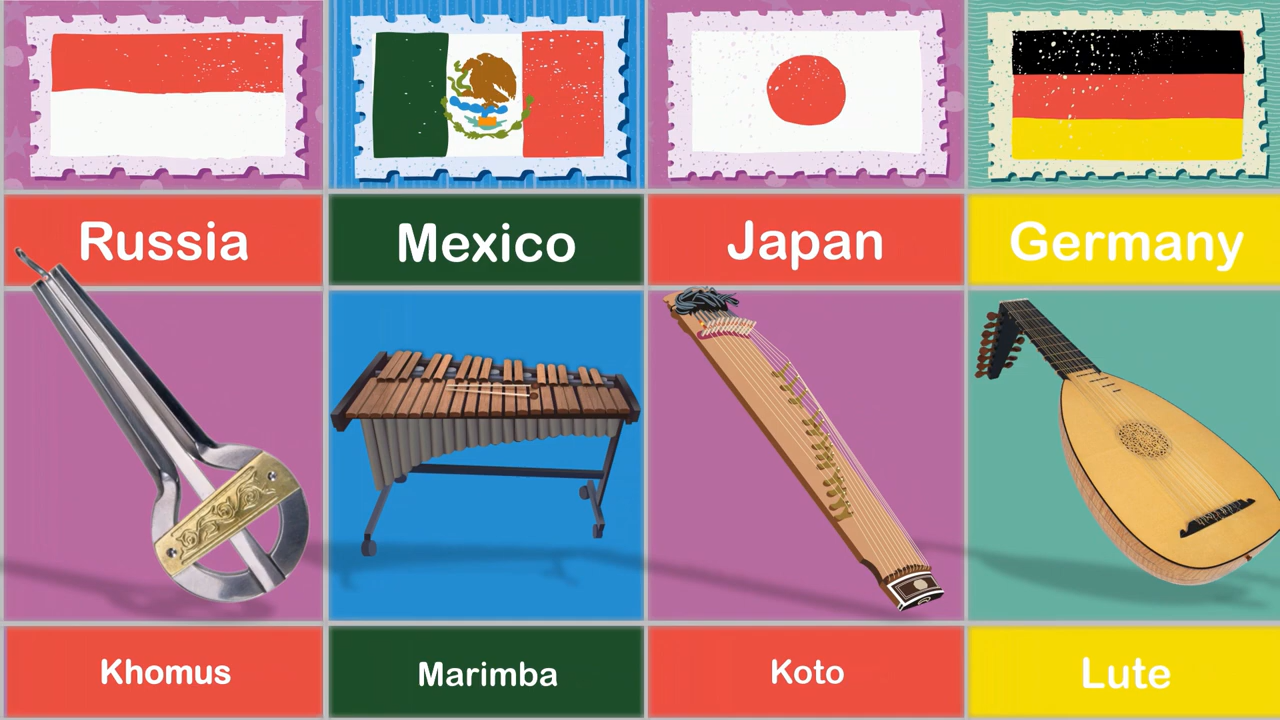 Russia
Mexico
Japan
Germany
Khomus
Marimba
Koto
Lute